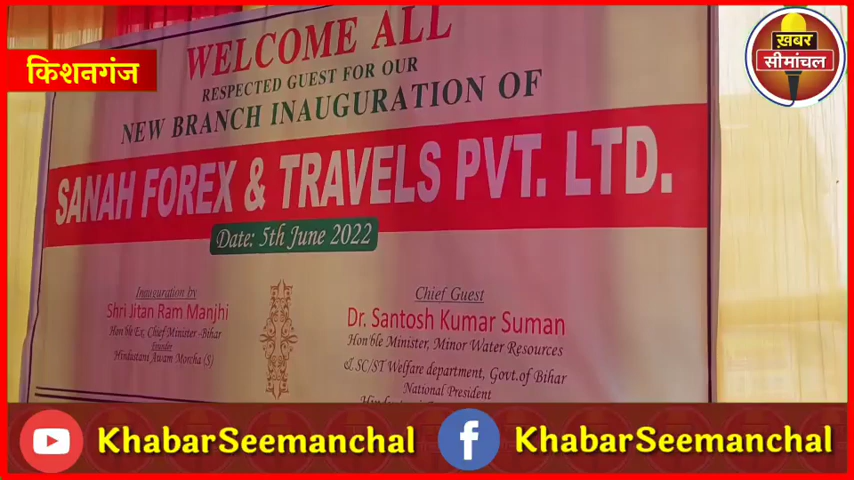 किशनगंज
ख़बर
सीमांचल
WELCOME ALL
RESPECTED GUEST FOR OUR
NEW BRANCH INAUGURATION OF
SANAH FOREX & TRAVELS PVT. LTD.
Date: 5th June 2022
Inauguration by
Shri Jitan Ram Manjhi
Hon'ble Ex. Chief Minister -Bihar
Founder
Hindustani Awam Morcha (S)
Chief Guest
Dr. Santosh Kumar Suman
Hon'ble Minister, Minor Water Resources
& SC/ST Welfare department, Govt.of Bihar
National President
KhabarSeemanchal
KhabarSeemanchal